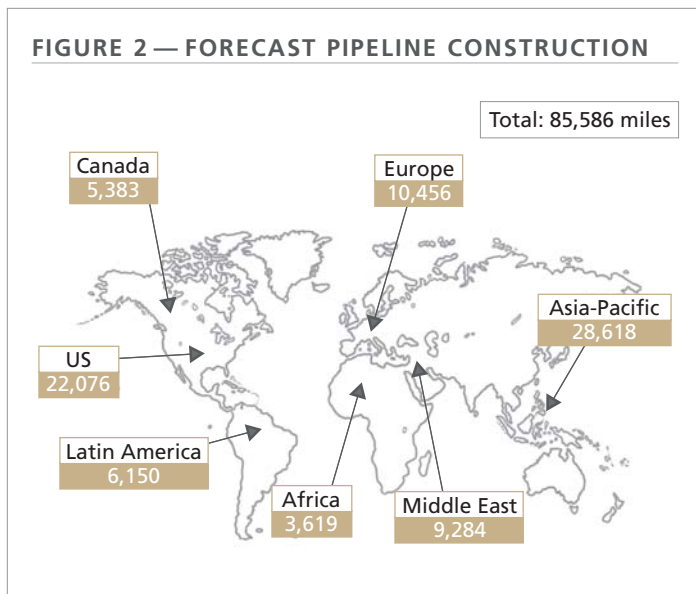 FIGURE 2 — FORECAST PIPELINE CONSTRUCTION
Total: 85,586 miles
Canada
5,383
Europe
10,456
Asia-Pacific
28,618
US
22,076
Latin America
6,150
Africa
3,619
Middle East
9,284